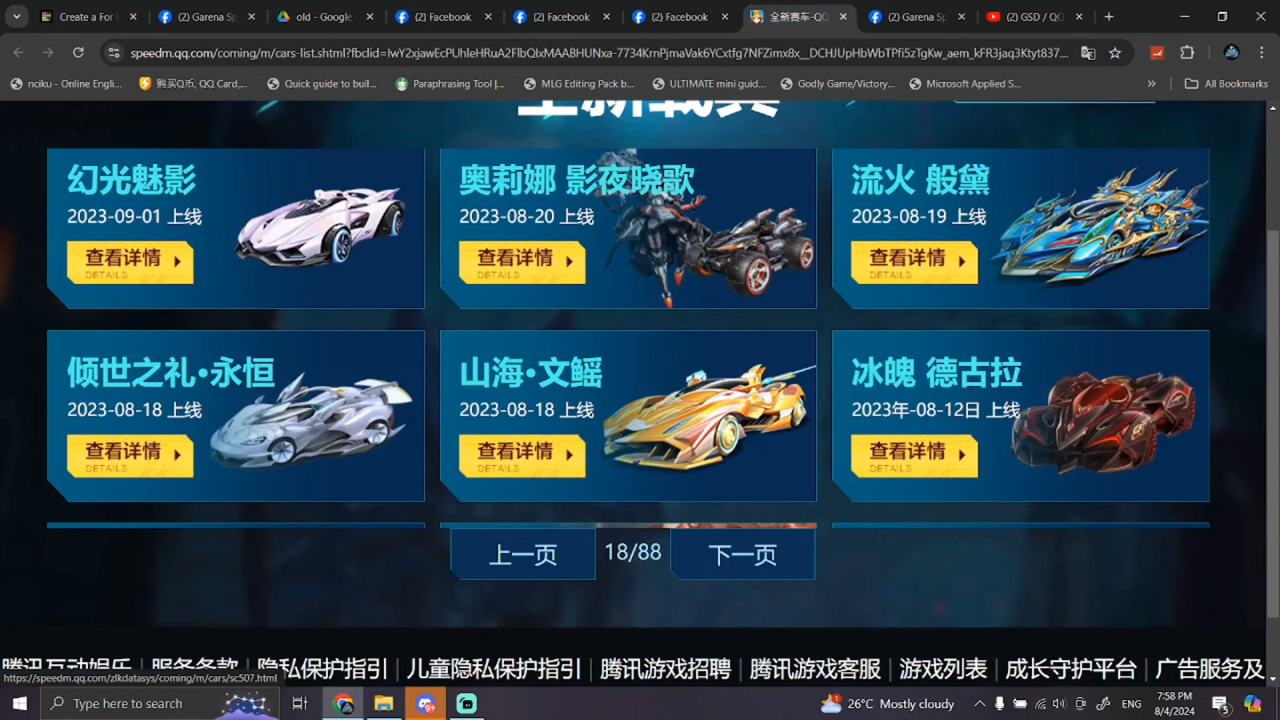 Create a For
(2) Garena Sp
old - Google
(2) Facebook
(2) Facebook
(2) Facebook
全新赛车-QQ
(2) Garena Sp
(2) GSD / QQ
speedm.qq.com/coming/m/cars-list.shtml?fbclid=IwY2xjawEcPUhleHRuA2FlbQIxMAABHUNxa-7734KrnPjmaVak6YCxtfg7NFZimx8x__DCHJUpHbWbTPfi5zTgKw_aem_kFR3jaq3Ktyt837...
nciku - Online Engli...
购买Q币, QQ Card,...
Quick guide to buil...
Paraphrasing Tool |...
MLG Editing Pack b...
ULTIMATE mini guid...
Godly Game/Victory...
Microsoft Applied S...
All Bookmarks
全新载具
幻光魅影
2023-09-01 上线
查看详情
DETAILS
奥莉娜 影夜晓歌
2023-08-20 上线
查看详情
DETAILS
流火 般黛
2023-08-19 上线
查看详情
DETAILS
倾世之礼•永恒
2023-08-18 上线
查看详情
DETAILS
山海•文鳐
2023-08-18 上线
查看详情
DETAILS
冰魄 德古拉
2023年-08-12日 上线
查看详情
DETAILS
上一页
18/88
下一页
腾讯互动娱乐 | 服务条款 | 隐私保护指引 | 儿童隐私保护指引 | 腾讯游戏招聘 | 腾讯游戏客服 | 游戏列表 | 成长守护平台 | 广告服务及
https://speedm.qq.com/zlkdatasys/coming/m/cars/sc507.html
Type here to search
26°C Mostly cloudy
ENG
7:58 PM
8/4/2024
5